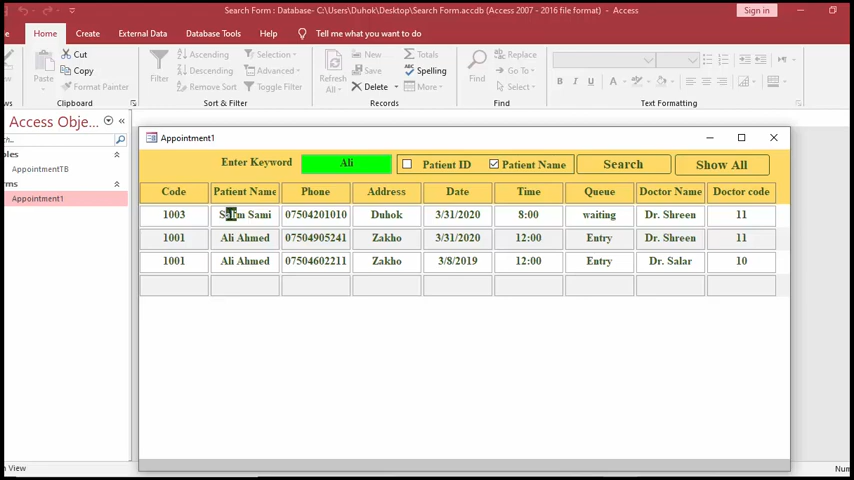 Search Form : Database- C:\Users\Duhok\Desktop\Search Form.accdb (Access 2007 - 2016 file format) - Access
Sign in
Home Create External Data Database Tools Help Tell me what you want to do
Cut
Copy
Format Painter
Paste
Clipboard
Filter
Ascending
Descending
Remove Sort
Selection
Advanced
Toggle Filter
Sort & Filter
Refresh
All
New
Save
Delete
Totals
Spelling
More
Records
Find
Replace
Go To
Select
Find
B I U A
Text Formatting
Access Obje...
AppointmentTB
Appointment1
Appointment1
Enter Keyword Ali Patient ID Patient Name Search Show All
Code Patient Name Phone Address Date Time Queue Doctor Name Doctor code
1003 Salim Sami 07504201010 Duhok 3/31/2020 8:00 waiting Dr. Shreen 11
1001 Ali Ahmed 07504905241 Zakho 3/31/2020 12:00 Entry Dr. Shreen 11
1001 Ali Ahmed 07504602211 Zakho 3/8/2019 12:00 Entry Dr. Salar 10